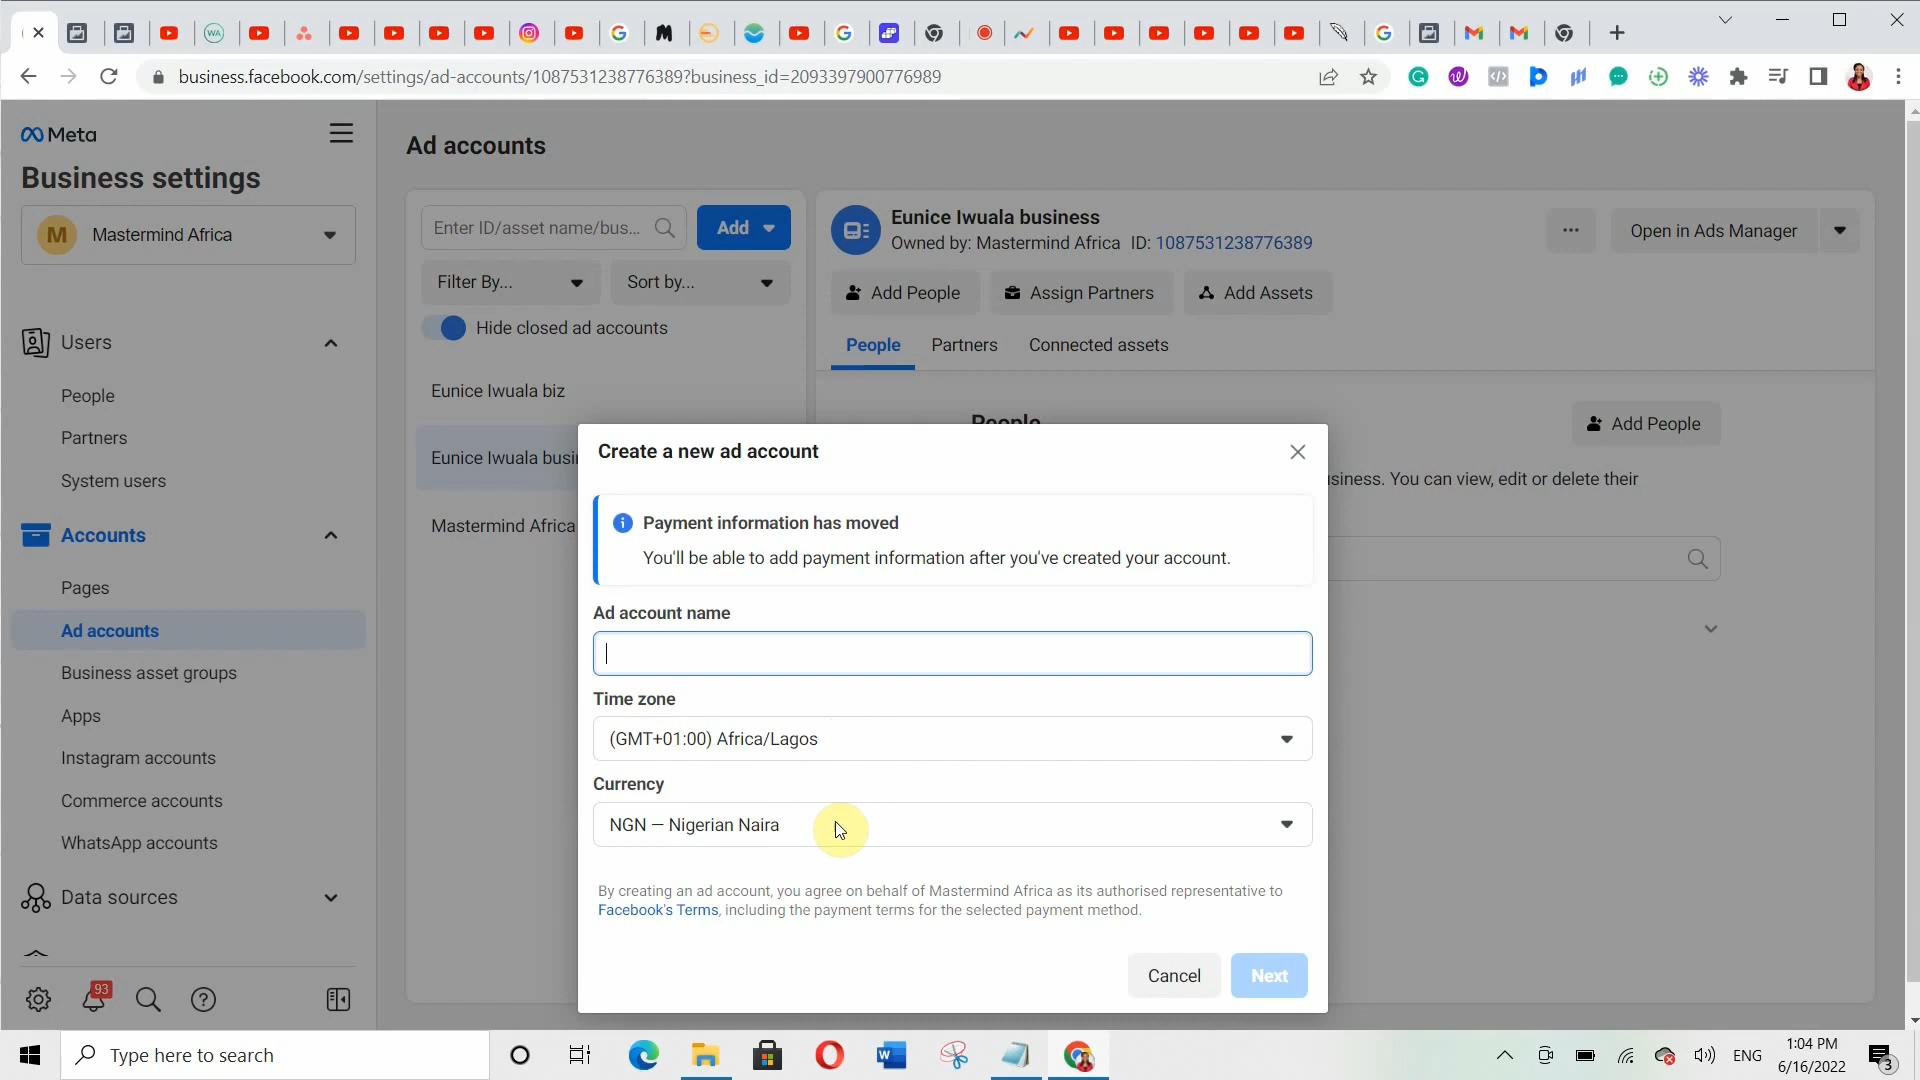 business.facebook.com/settings/ad-accounts/1087531238776389?business_id=2093397900776989
Meta
Business settings
M Mastermind Africa
Users
People
Partners
System users
Accounts
Pages
Ad accounts
Business asset groups
Apps
Instagram accounts
Commerce accounts
WhatsApp accounts
Data sources
93
Ad accounts
Enter ID/asset name/bus...
Add
Filter By...
Sort by...
Hide closed ad accounts
Eunice Iwuala biz
Eunice Iwuala busi
Mastermind Africa
Eunice Iwuala business
Owned by: Mastermind Africa ID: 1087531238776389
Open in Ads Manager
Add People
Assign Partners
Add Assets
People
Partners
Connected assets
People
Add People
siness. You can view, edit or delete their
Create a new ad account
Payment information has moved
You'll be able to add payment information after you've created your account.
Ad account name
Time zone
(GMT+01:00) Africa/Lagos
Currency
NGN — Nigerian Naira
By creating an ad account, you agree on behalf of Mastermind Africa as its authorised representative to
Facebook's Terms, including the payment terms for the selected payment method.
Cancel
Next
Type here to search
ENG
1:04 PM
6/16/2022
3